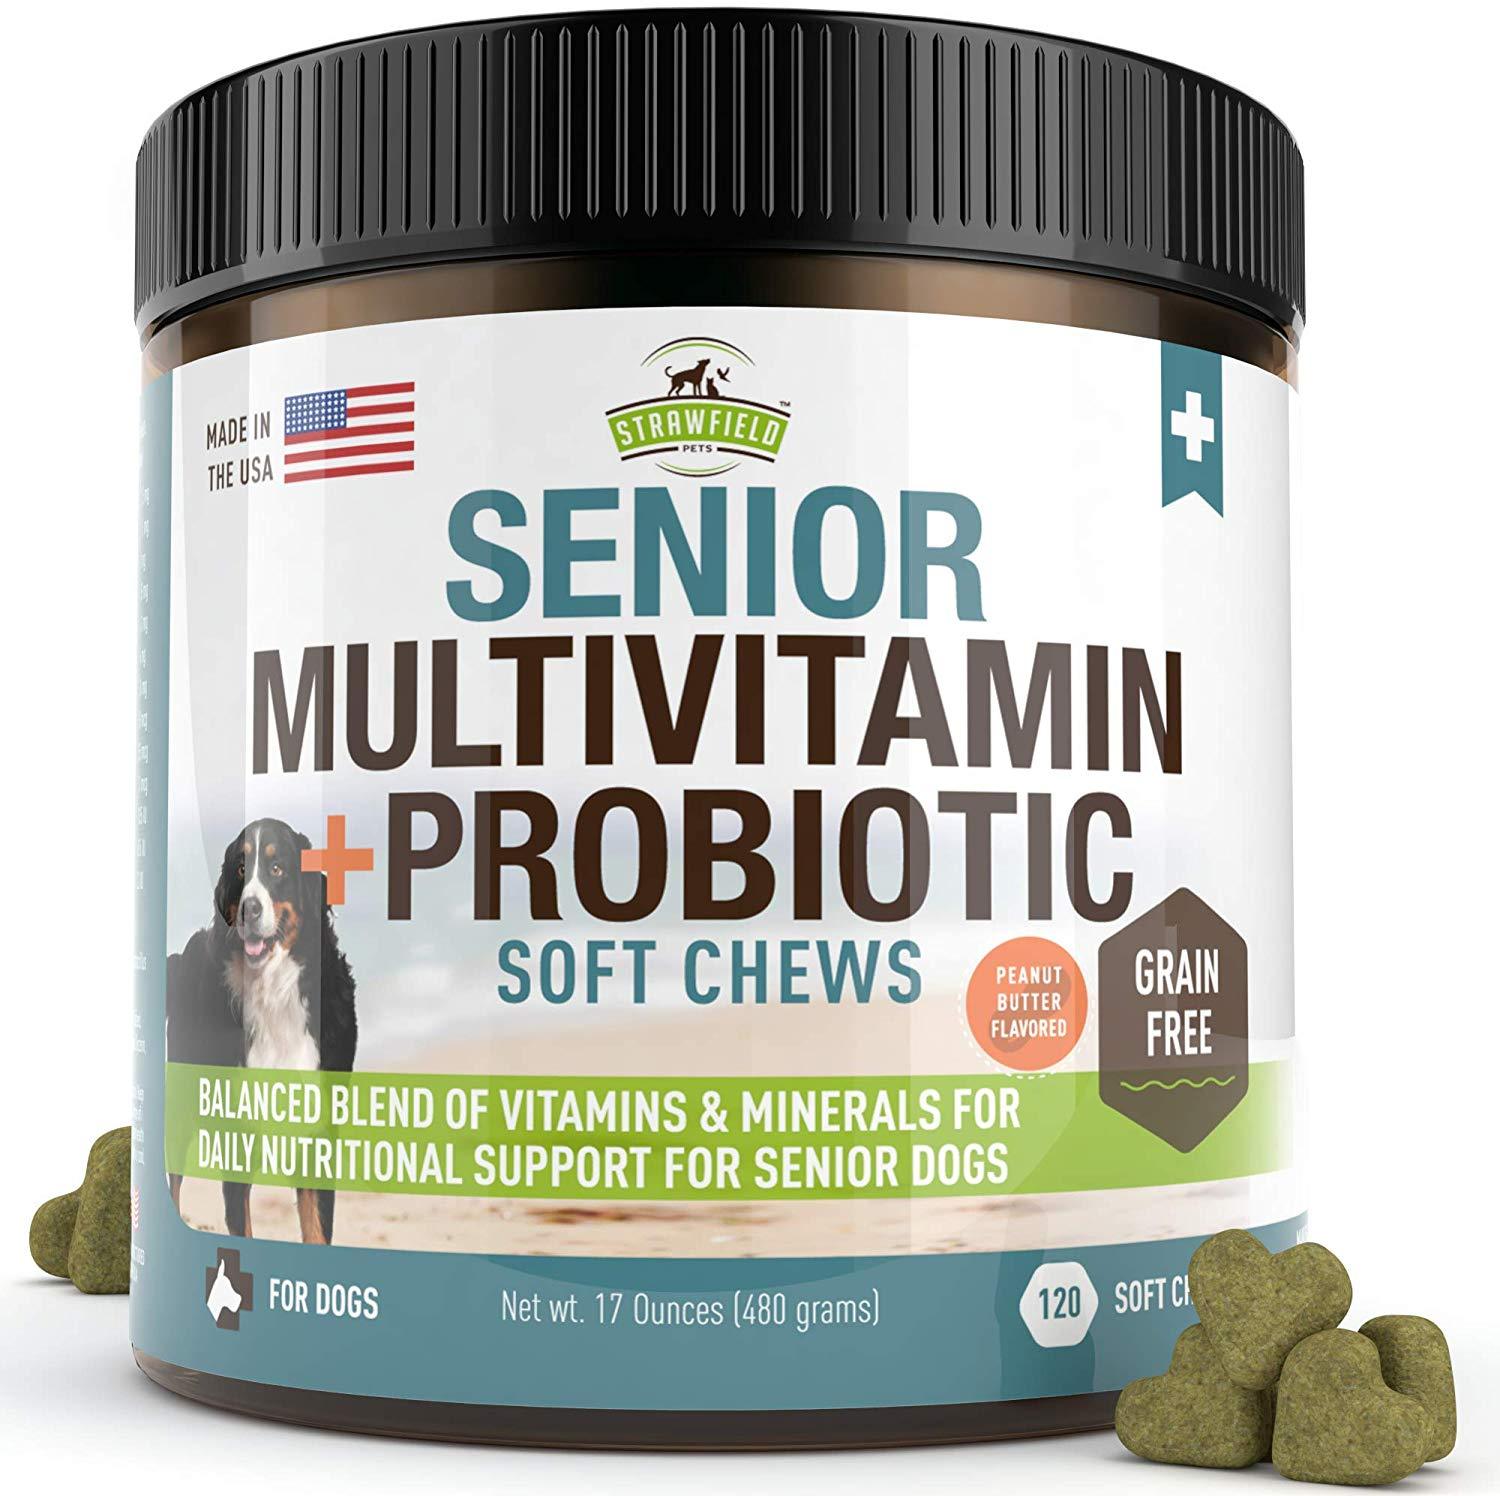 MADE IN
THE USA
STRAWFIELD™
PETS
SENIOR
MULTIVITAMIN
+PROBIOTIC
SOFT CHEWS
PEANUT
BUTTER
FLAVORED
GRAIN
FREE
BALANCED BLEND OF VITAMINS & MINERALS FOR
DAILY NUTRITIONAL SUPPORT FOR SENIOR DOGS
FOR DOGS
Net wt. 17 Ounces (480 grams)
120
SOFT CH